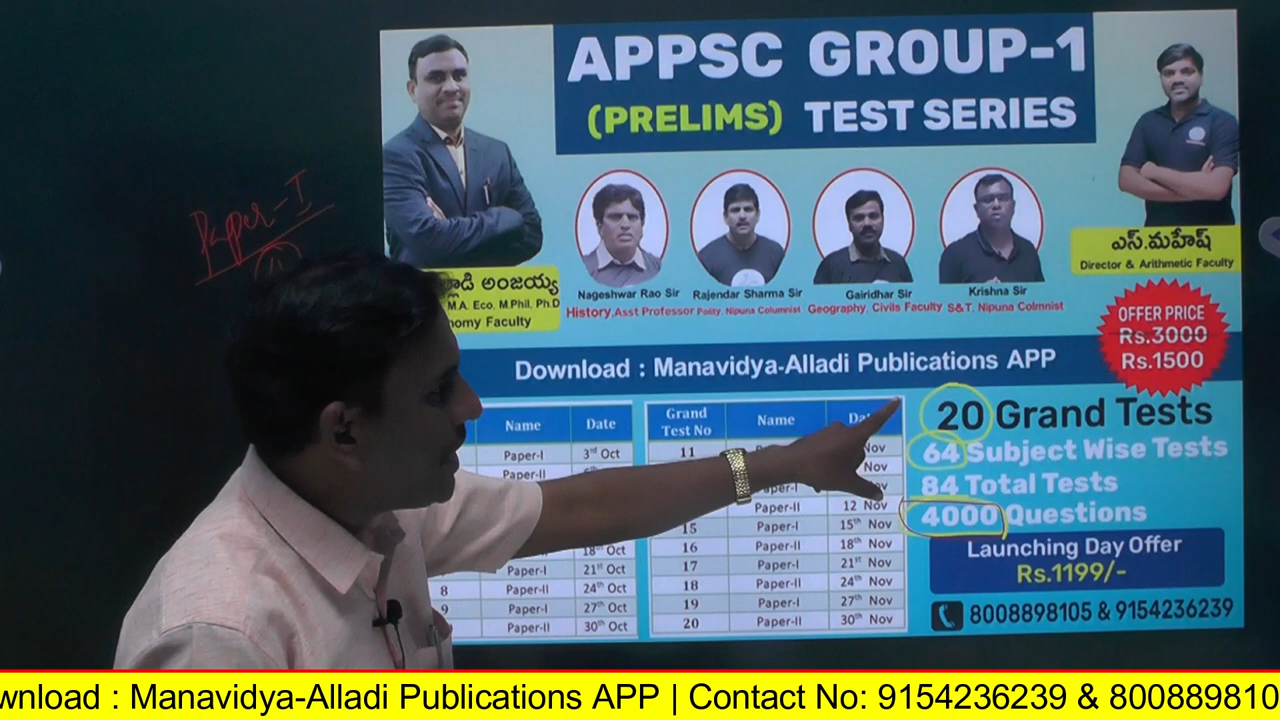 APPSC GROUP-1
(PRELIMS) TEST SERIES
Paper-I
అంజయ్య
M.A. Eco. M.Phil, Ph.D
Faculty
Nageshwar Rao Sir
History, Asst Professor
Rajendar Sharma Sir
Polity, Nipuna Columnist
Gairidhar Sir
Geography, Civils Faculty
Krishna Sir
S&T, Nipuna Colmnist
ఎస్.మహేష్
Director & Arithmetic Faculty
OFFER PRICE
Rs.3000
Rs.1500
Download : Manavidya-Alladi Publications APP
Name Date
Paper-I 3rd Oct
Paper-II
18th Oct
Paper-I 21st Oct
8 Paper-II 24th Oct
9 Paper-I 27th Oct
Paper-II 30th Oct
Grand Test No Name
11 Nov
Nov
Paper-I Nov
Paper-II 12 Nov
15 Paper-I 15th Nov
16 Paper-II 18th Nov
17 Paper-I 21st Nov
18 Paper-II 24th Nov
19 Paper-I 27th Nov
20 Paper-II 30th Nov
20 Grand Tests
64 Subject Wise Tests
84 Total Tests
4000 Questions
Launching Day Offer
Rs.1199/-
8008898105 & 9154236239
wnload : Manavidya-Alladi Publications APP | Contact No: 9154236239 & 800889810